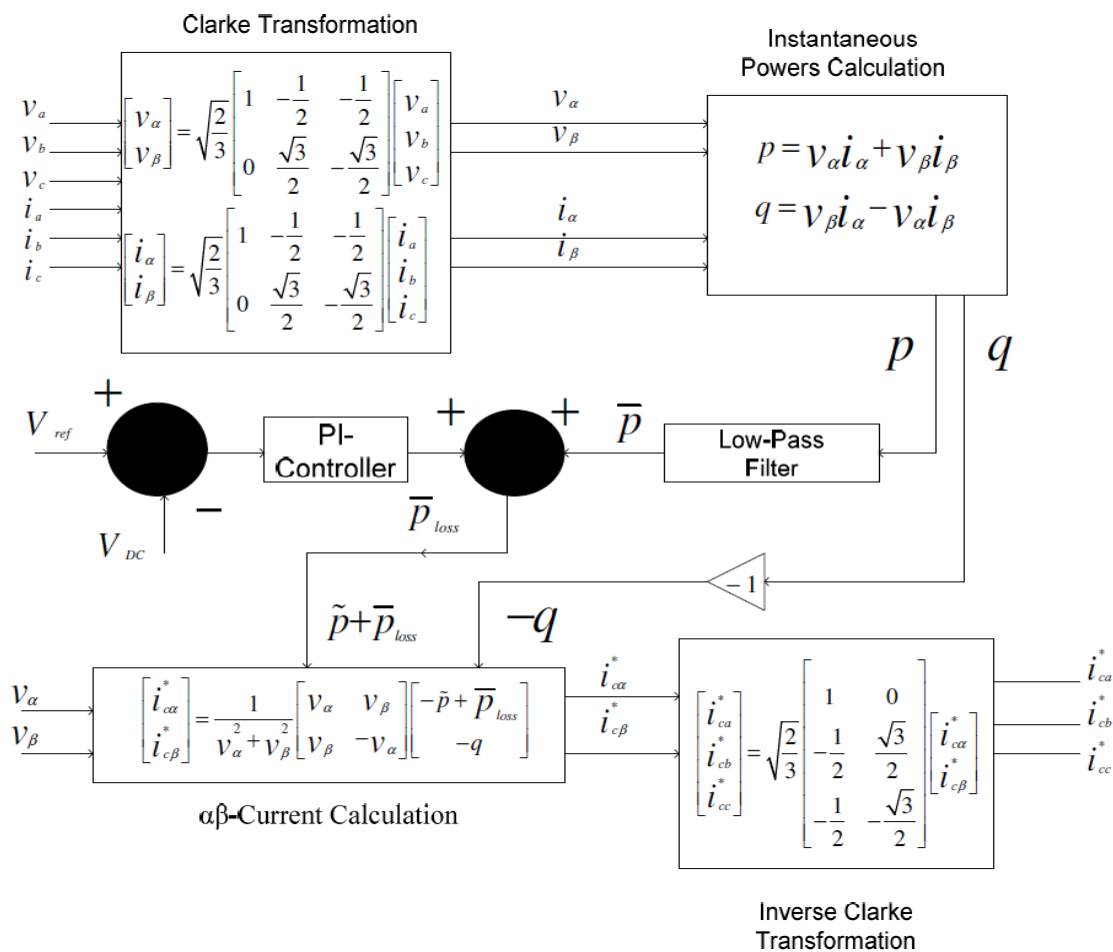 Clarke Transformation
Instantaneous
Powers Calculation
v_a
v_b
v_c
i_a
i_b
i_c
[v_α; v_β] = √(2/3) [1 -1/2 -1/2; 0 √3/2 -√3/2] [v_a; v_b; v_c]
[i_α; i_β] = √(2/3) [1 -1/2 -1/2; 0 √3/2 -√3/2] [i_a; i_b; i_c]
v_α
v_β
i_α
i_β
p = v_α i_α + v_β i_β
q = v_β i_α - v_α i_β
p
q
+
V_ref
−
V_DC
PI-
Controller
+
+
p̅
Low-Pass
Filter
p̅_loss
-1
p̃+p̅_loss
-q
v_α
v_β
[i*_cα; i*_cβ] = 1/(v_α^2+v_β^2) [v_α v_β; v_β -v_α] [-p̃+p̅_loss; -q]
αβ-Current Calculation
i*_cα
i*_cβ
[i*_ca; i*_cb; i*_cc] = √(2/3) [1 0; -1/2 √3/2; -1/2 -√3/2] [i*_cα; i*_cβ]
i*_ca
i*_cb
i*_cc
Inverse Clarke
Transformation